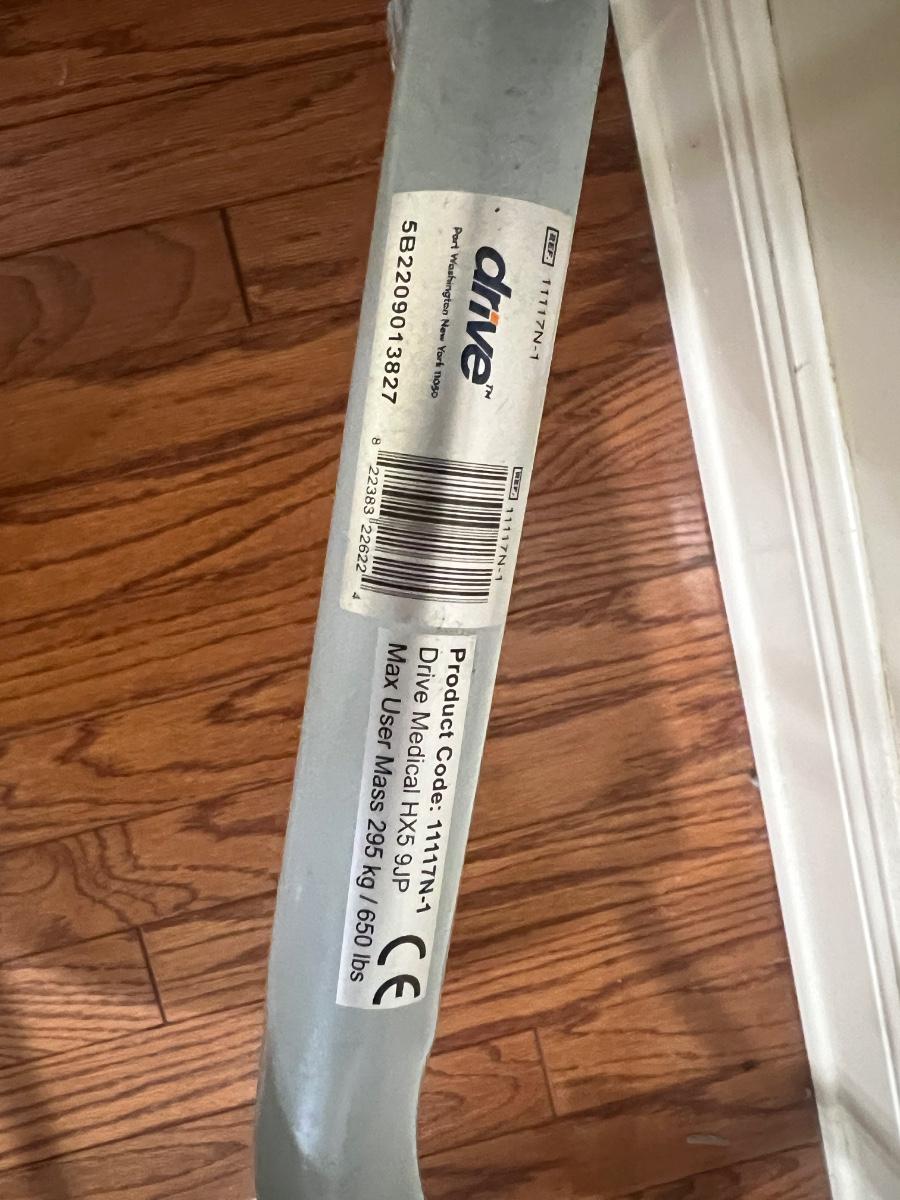 REF. 11117N-1
drive™
Port Washington New York 11050
5B2209013827
REF. 11117N-1
8 22383 22622 4
Product Code: 11117N-1
Drive Medical HX5 9JP
Max User Mass 295 kg / 650 lbs
CE